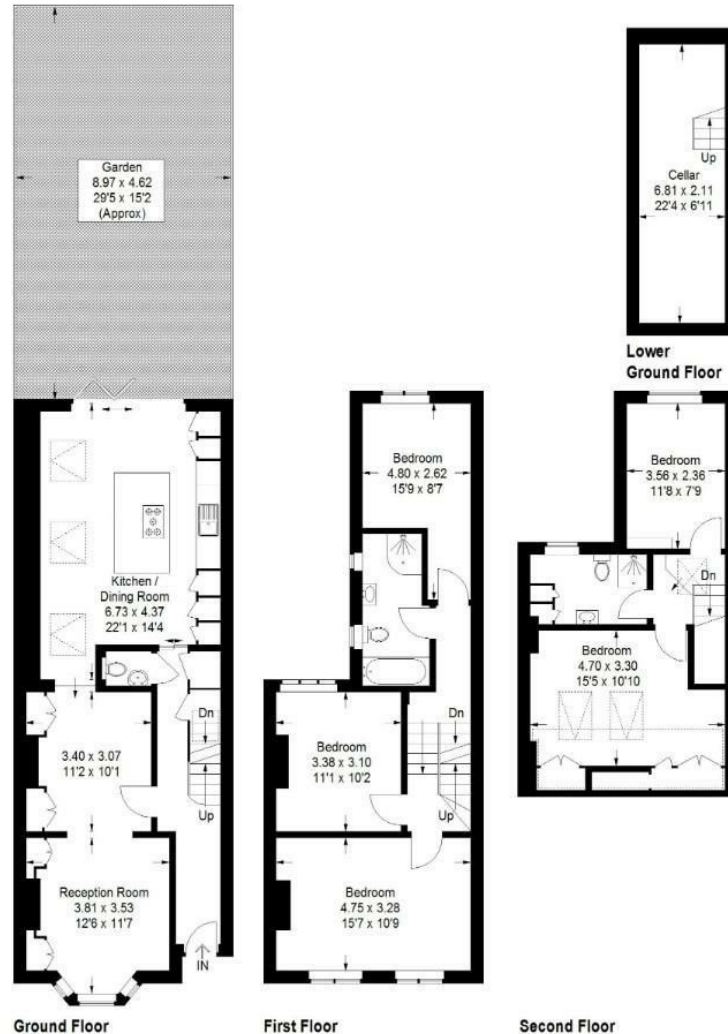 Garden
8.97 x 4.62
29'5 x 15'2
(Approx)
Up
Cellar
6.81 x 2.11
22'4 x 6'11
Lower
Ground Floor
Kitchen /
Dining Room
6.73 x 4.37
22'1 x 14'4
Dn
3.40 x 3.07
11'2 x 10'1
Up
Reception Room
3.81 x 3.53
12'6 x 11'7
IN
Ground Floor
Bedroom
4.80 x 2.62
15'9 x 8'7
Dn
Bedroom
3.38 x 3.10
11'1 x 10'2
Up
Bedroom
4.75 x 3.28
15'7 x 10'9
First Floor
Bedroom
3.56 x 2.36
11'8 x 7'9
Dn
Bedroom
4.70 x 3.30
15'5 x 10'10
Second Floor